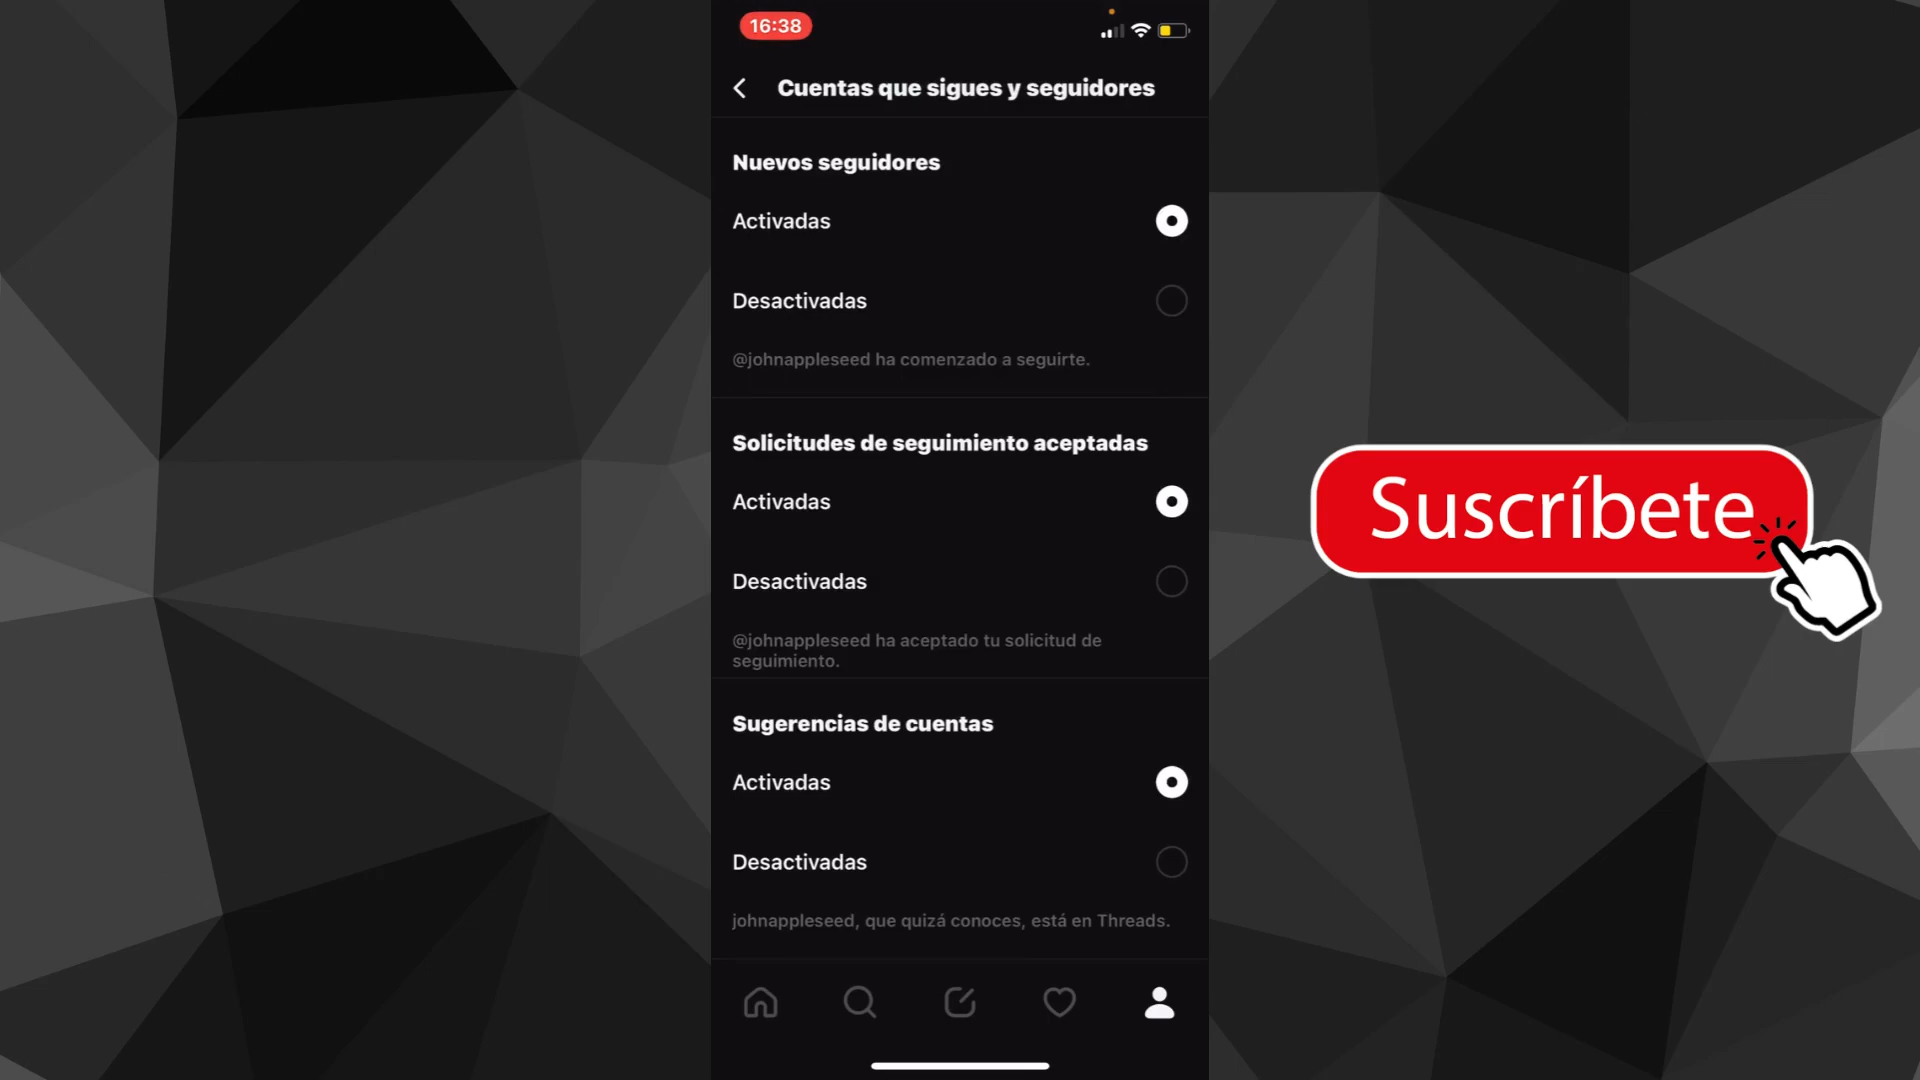 16:38
Cuentas que sigues y seguidores
Nuevos seguidores
Activadas
Desactivadas
@johnappleseed ha comenzado a seguirte.
Solicitudes de seguimiento aceptadas
Activadas
Desactivadas
@johnappleseed ha aceptado tu solicitud de
seguimiento.
Sugerencias de cuentas
Activadas
Desactivadas
johnappleseed, que quizá conoces, está en Threads.
Suscríbete